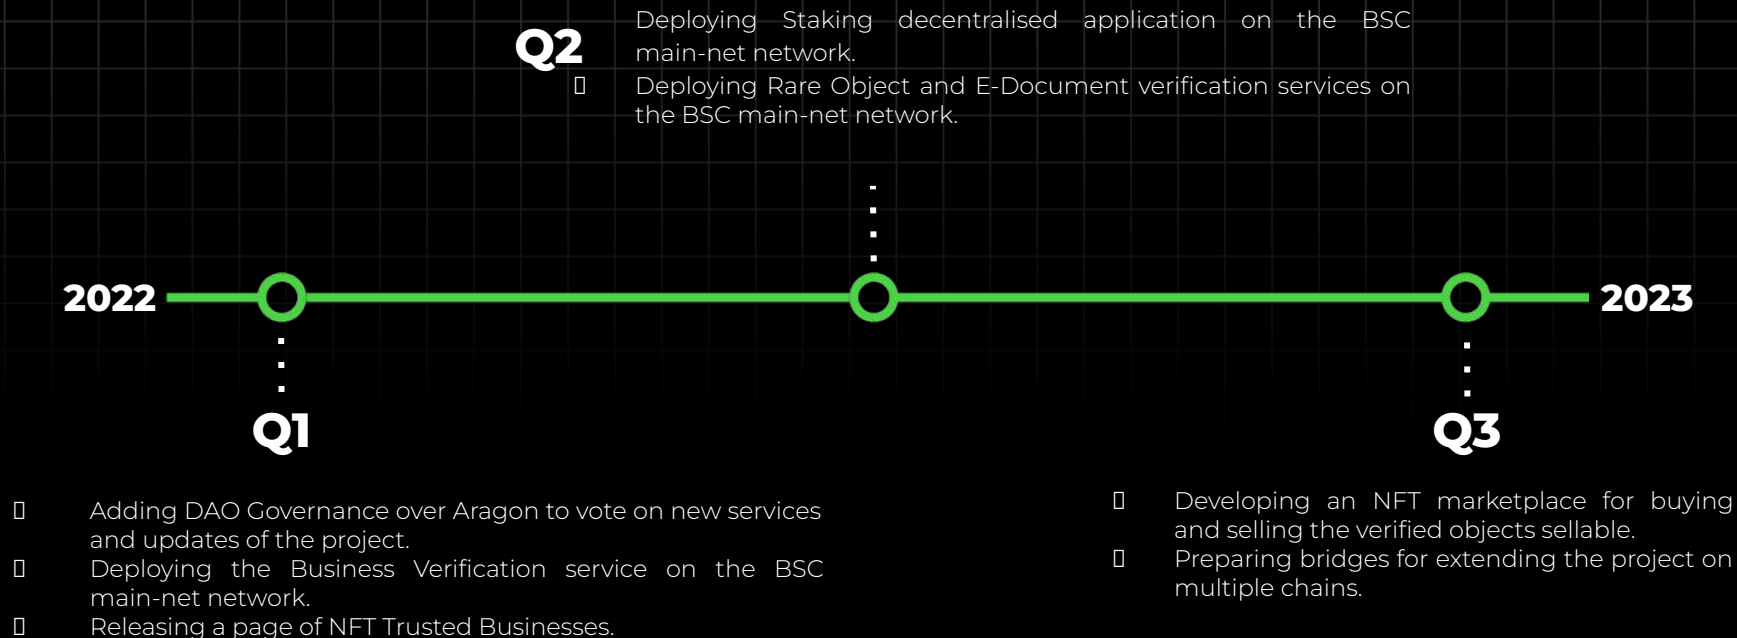 Deploying Staking decentralised application on the BSC
main-net network.
Q2
Deploying Rare Object and E-Document verification services on
the BSC main-net network.
2022
2023
Q1
Adding DAO Governance over Aragon to vote on new services
and updates of the project.
Deploying the Business Verification service on the BSC
main-net network.
Releasing a page of NFT Trusted Businesses.
Q3
Developing an NFT marketplace for buying
and selling the verified objects sellable.
Preparing bridges for extending the project on
multiple chains.